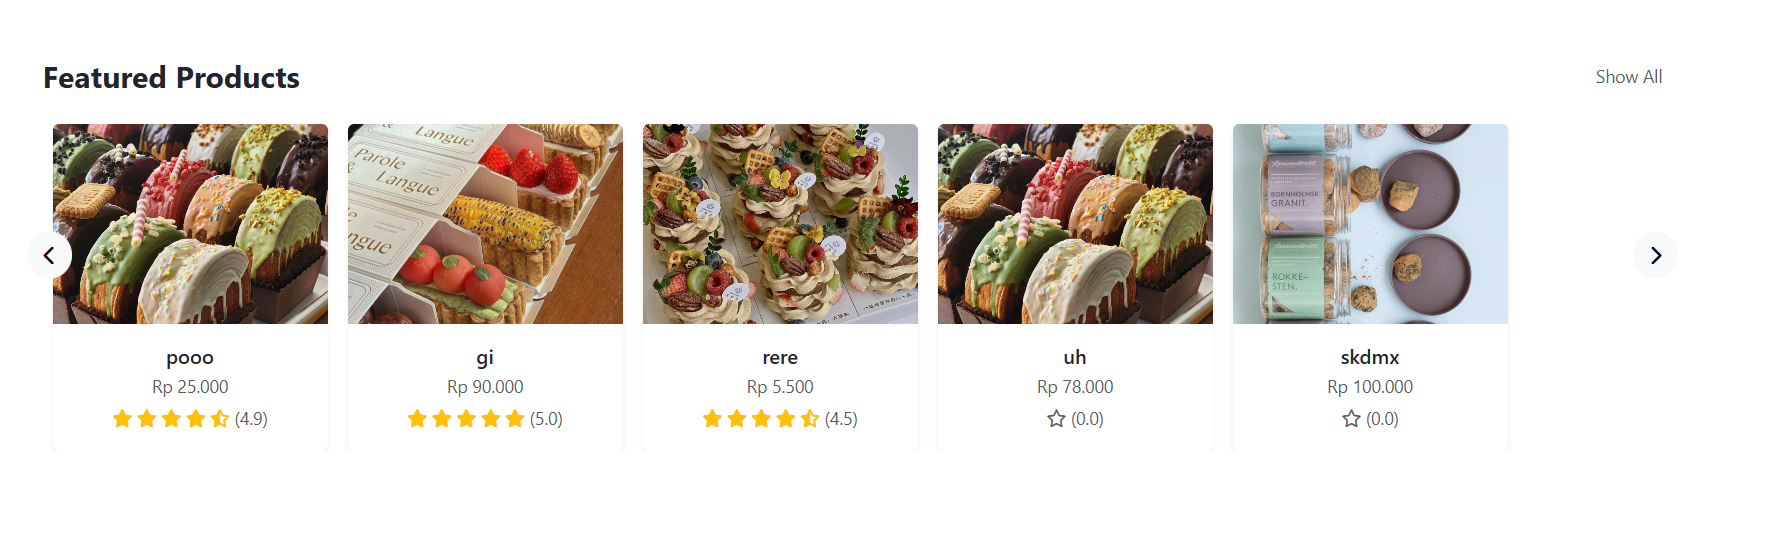 Featured Products
Show All
&
Langue
Parole
&
Langue
ngue
BORNHOLMSK
GRANIT.
ROKKE-
STEN.
pooo
gi
rere
uh
skdmx
Rp 25.000
Rp 90.000
Rp 5.500
Rp 78.000
Rp 100.000
(4.9)
(5.0)
(4.5)
(0.0)
(0.0)